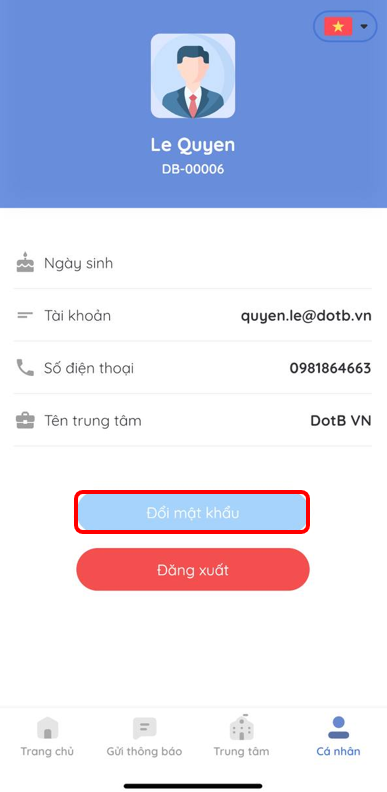 Le Quyen
DB-00006
Ngày sinh
Tài khoản quyen.le@dotb.vn
Số điện thoại 0981864663
Tên trung tâm DotB VN
Đổi mật khẩu
Đăng xuất
Trang chủ Gửi thông báo Trung tâm Cá nhân